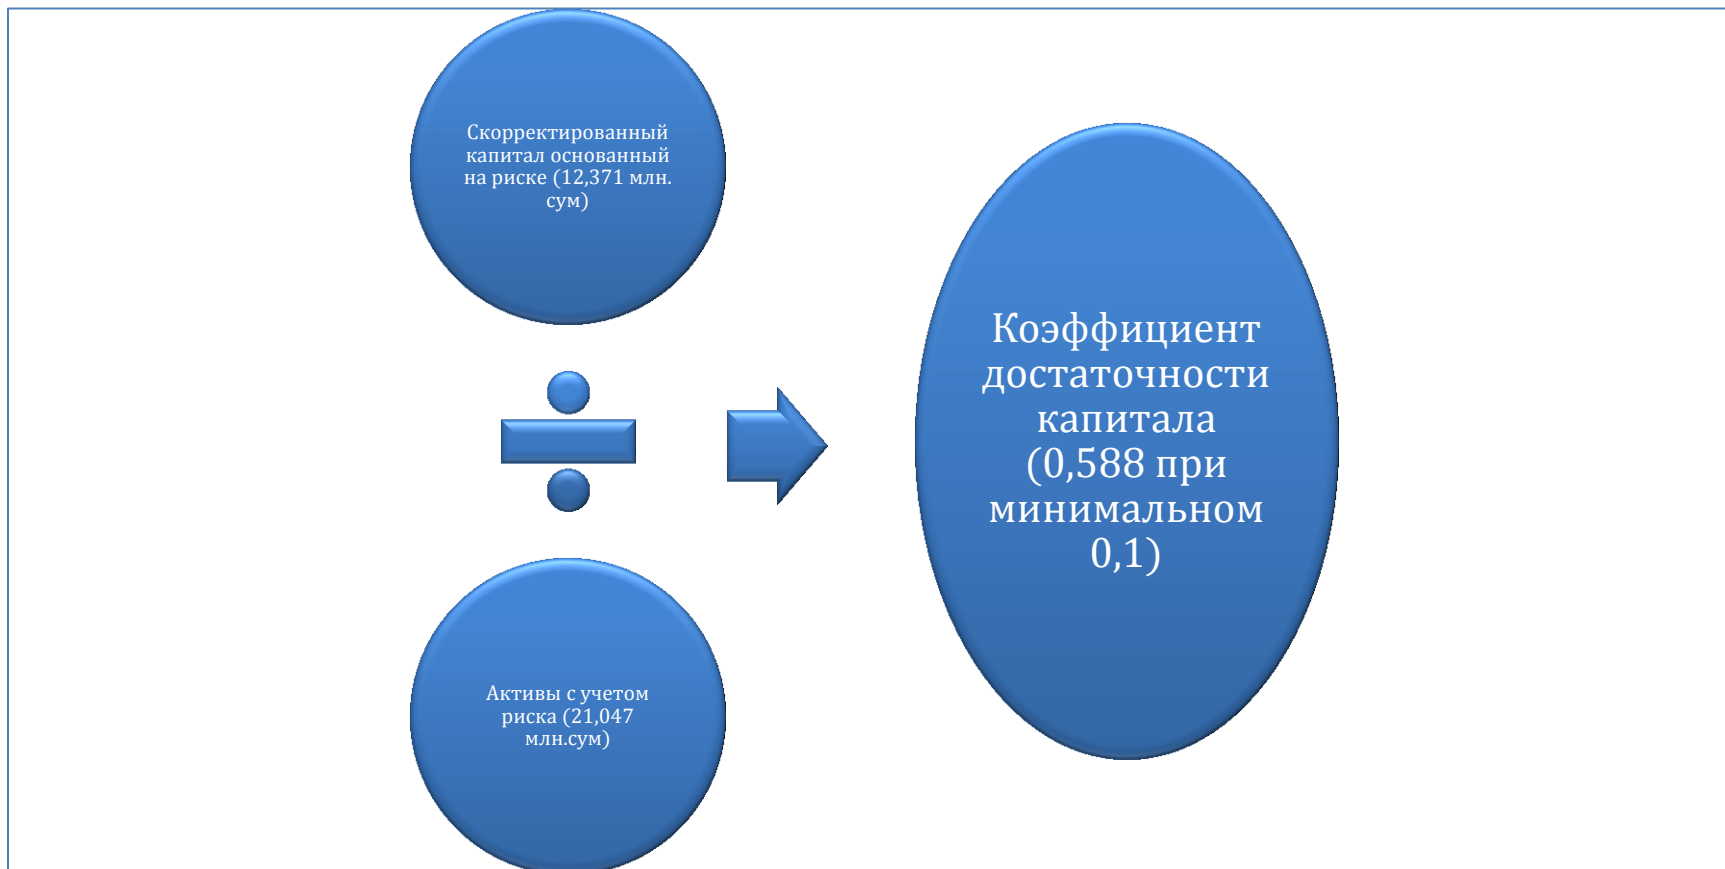 Скорректированный
капитал основанный
на риске (12,371 млн.
сум)
Активы с учетом
риска (21,047
млн.сум)
Коэффициент
достаточности
капитала
(0,588 при
минимальном
0,1)